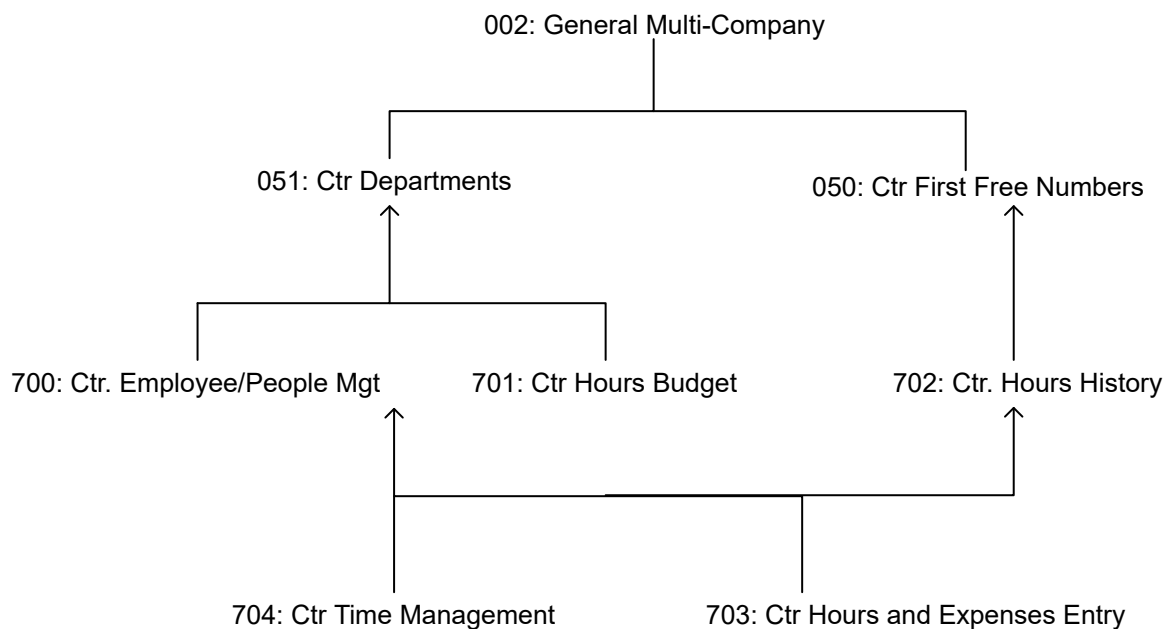 002: General Multi-Company
051: Ctr Departments
050: Ctr First Free Numbers
700: Ctr. Employee/People Mgt
701: Ctr Hours Budget
702: Ctr. Hours History
704: Ctr Time Management
703: Ctr Hours and Expenses Entry